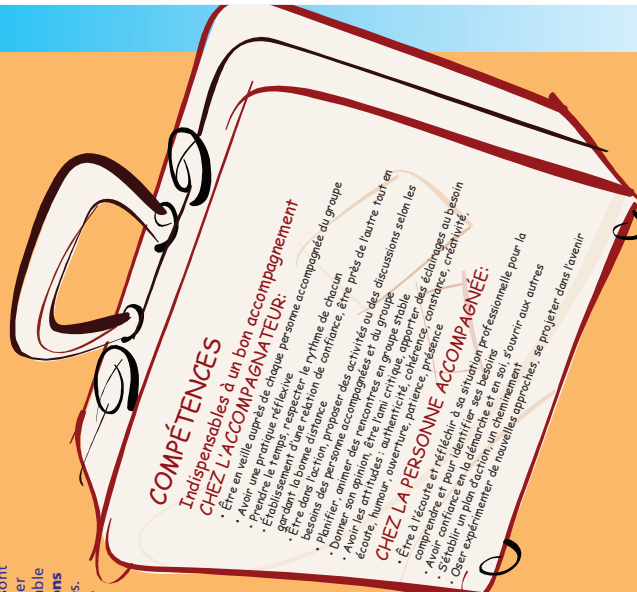 COMPÉTENCES
Indispensables à un bon accompagnement
CHEZ L'ACCOMPAGNATEUR:
• Être en veille auprès de chaque personne accompagnée du groupe
• Avoir une pratique réflexive
• Prendre le temps, respecter le rythme de chacun
• Établissement d'une relation de confiance, être près de l'autre tout en
gardant la bonne distance
• Être dans l'action, proposer des activités ou des discussions selon les
besoins des personne accompagnées et du groupe
• Planifier, animer des rencontres en groupe stable
• Donner son opinion, être l'ami critique, apporter des éclairages au besoin
• Avoir les attitudes : authenticité, cohérence, constance, créativité,
écoute, humour, ouverture, patience, présence
CHEZ LA PERSONNE ACCOMPAGNÉE:
• Être à l'écoute et réfléchir à sa situation professionnelle pour la
comprendre et pour identifier ses besoins
• Avoir confiance en la démarche et en soi, s'ouvrir aux autres
• S'établir un plan d'action, un cheminement
• Oser expérimenter de nouvelles approches, se projeter dans l'avenir
ont
er
able
ons
s.